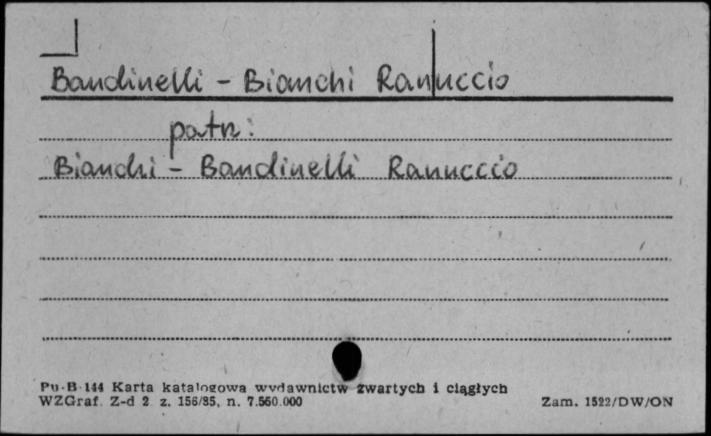 Bandinelli - Bianchi Ranuccio
patrz:
Bianchi - Bandinelli Ranuccio
Pu-B-144 Karta katalogowa wydawnictw zwartych i ciągłych
WZGraf. Z-d 2 z. 156/85, n. 7.560.000
Zam. 1522/DW/ON